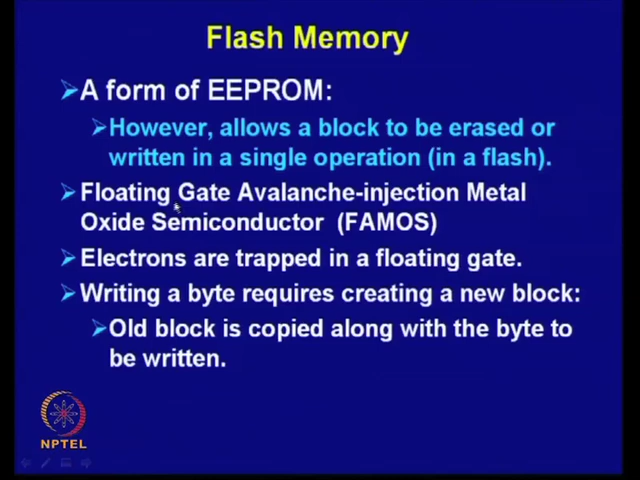 Flash Memory
A form of EEPROM:
However, allows a block to be erased or
written in a single operation (in a flash).
Floating Gate Avalanche-injection Metal
Oxide Semiconductor (FAMOS)
Electrons are trapped in a floating gate.
Writing a byte requires creating a new block:
Old block is copied along with the byte to
be written.
NPTEL